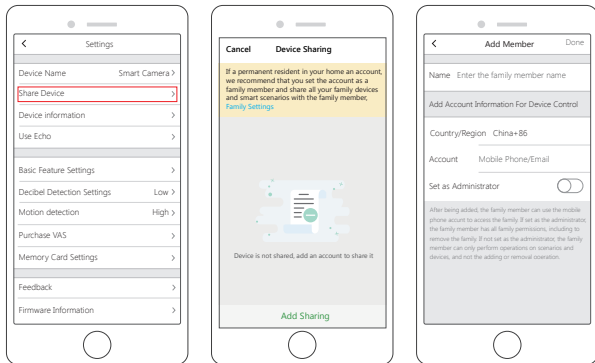 Settings
Device Name Smart Camera >
Share Device >
Device information >
Use Echo >
Basic Feature Settings >
Decibel Detection Settings Low >
Motion detection High >
Purchase VAS >
Memory Card Settings >
Feedback >
Firmware Information >
Cancel Device Sharing
If a permanent resident in your home an account,
we recommend that you set the account as a
family member and share all your family devices
and smart scenarios with the family member,
Family Settings
Device is not shared, add an account to share it
Add Sharing
Add Member Done
Name Enter the family member name
Add Account Information For Device Control
Country/Region China+86
Account Mobile Phone/Email
Set as Administrator
After being added, the family member can use the mobile
phone account to access the family. If set as the administrator,
the family member has all family permissions, including to
remove the family. If not set as the administrator, the family
member can only perform operations on scenarios and
devices, and not the adding or removal operation.